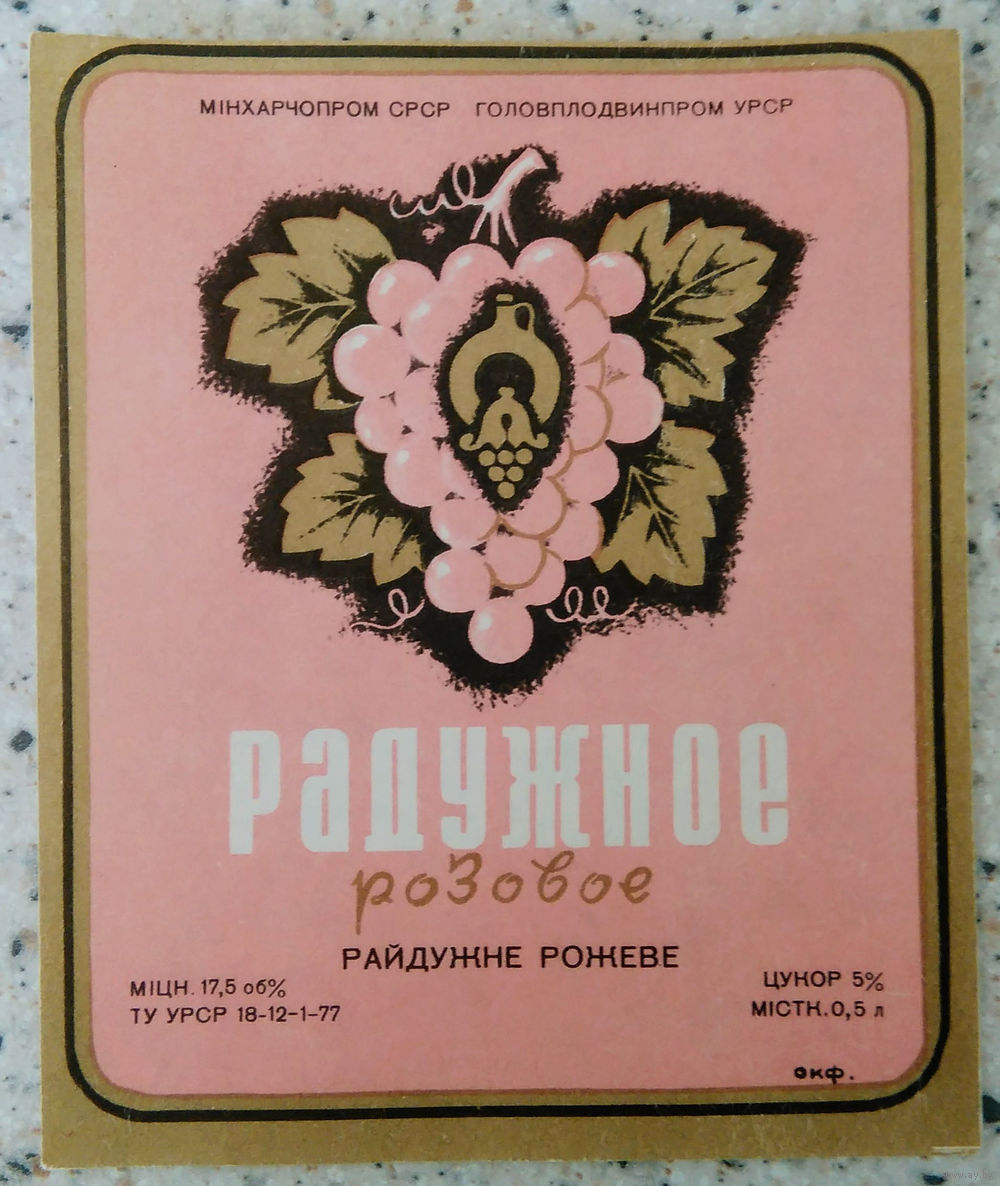 МІНХАРЧОПРОМ СРСР ГОЛОВПЛОДВИНПРОМ УРСР
РАДУЖНОЕ
розовое
РАЙДУЖНЕ РОЖЕВЕ
МІЦН. 17,5 об%
ТУ УРСР 18-12-1-77
ЦУКОР 5%
МІСТК. 0,5 л
ОКФ.